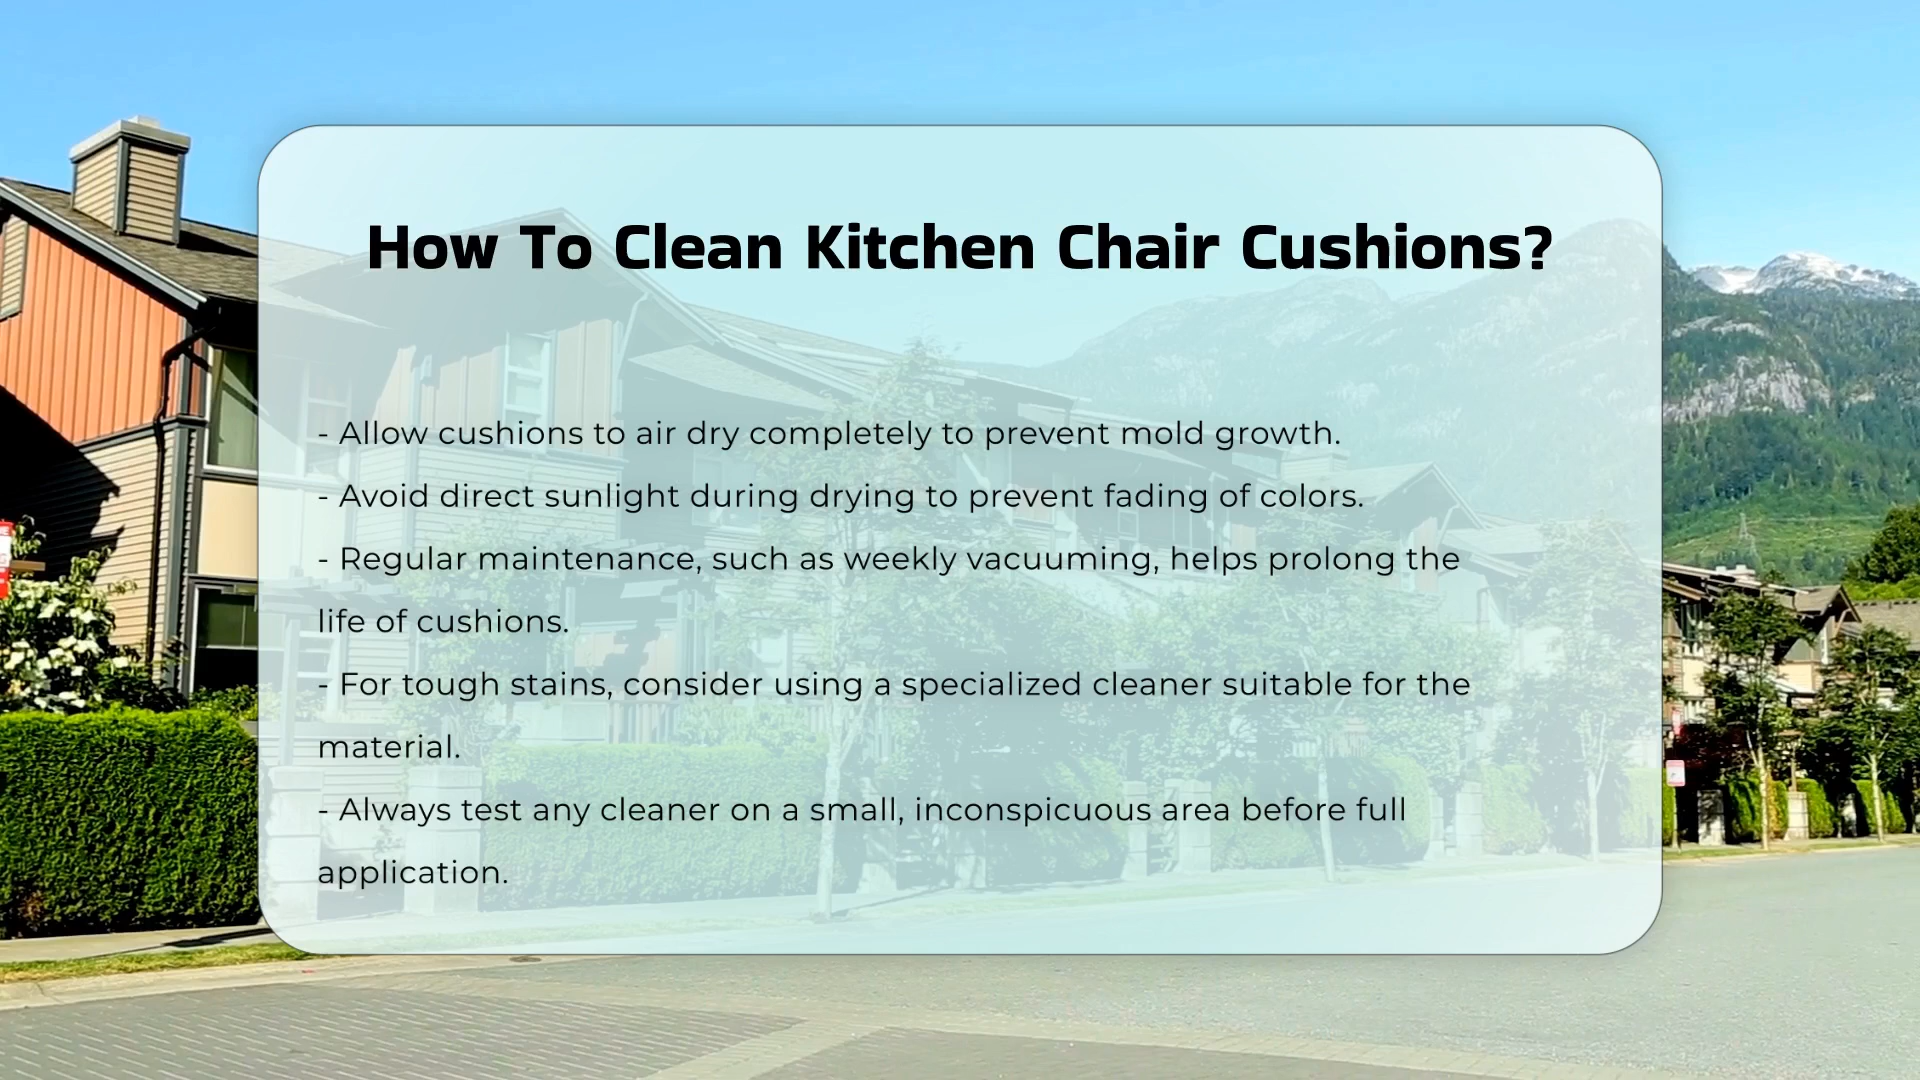 How To Clean Kitchen Chair Cushions?
- Allow cushions to air dry completely to prevent mold growth.
- Avoid direct sunlight during drying to prevent fading of colors.
- Regular maintenance, such as weekly vacuuming, helps prolong the
life of cushions.
- For tough stains, consider using a specialized cleaner suitable for the
material.
- Always test any cleaner on a small, inconspicuous area before full
application.